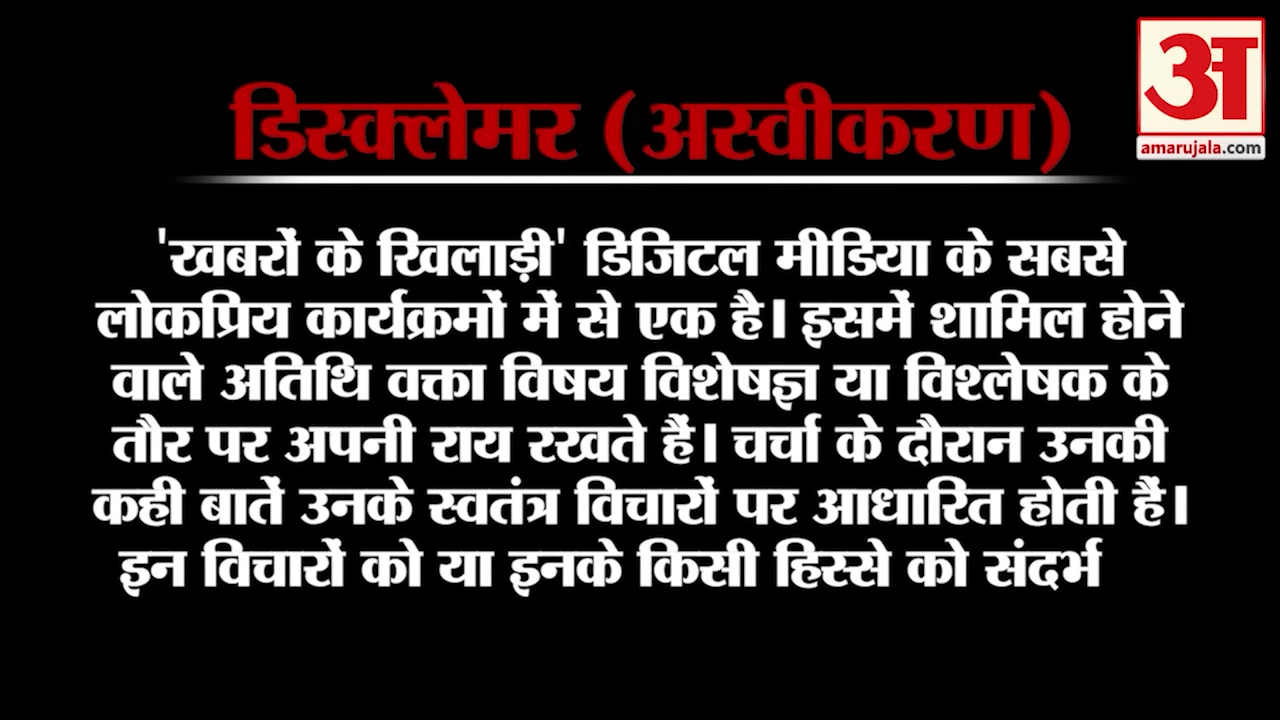 अ
amarujala.com
डिस्क्लेमर (अस्वीकरण)
'खबरों के खिलाड़ी' डिजिटल मीडिया के सबसे
लोकप्रिय कार्यक्रमों में से एक है। इसमें शामिल होने
वाले अतिथि वक्ता विषय विशेषज्ञ या विश्लेषक के
तौर पर अपनी राय रखते हैं। चर्चा के दौरान उनकी
कही बातें उनके स्वतंत्र विचारों पर आधारित होती हैं।
इन विचारों को या इनके किसी हिस्से को संदर्भ